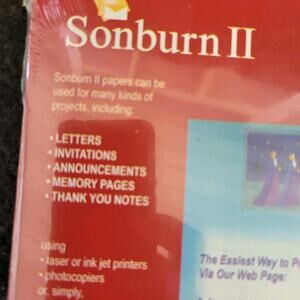 Sonburn II
Sonburn II papers can be
used for many kinds of
projects, including:
• LETTERS
• INVITATIONS
• ANNOUNCEMENTS
• MEMORY PAGES
• THANK YOU NOTES
using
• laser or ink jet printers
• photocopiers
or, simply,
The Easiest Way to
Via Our Web Page: